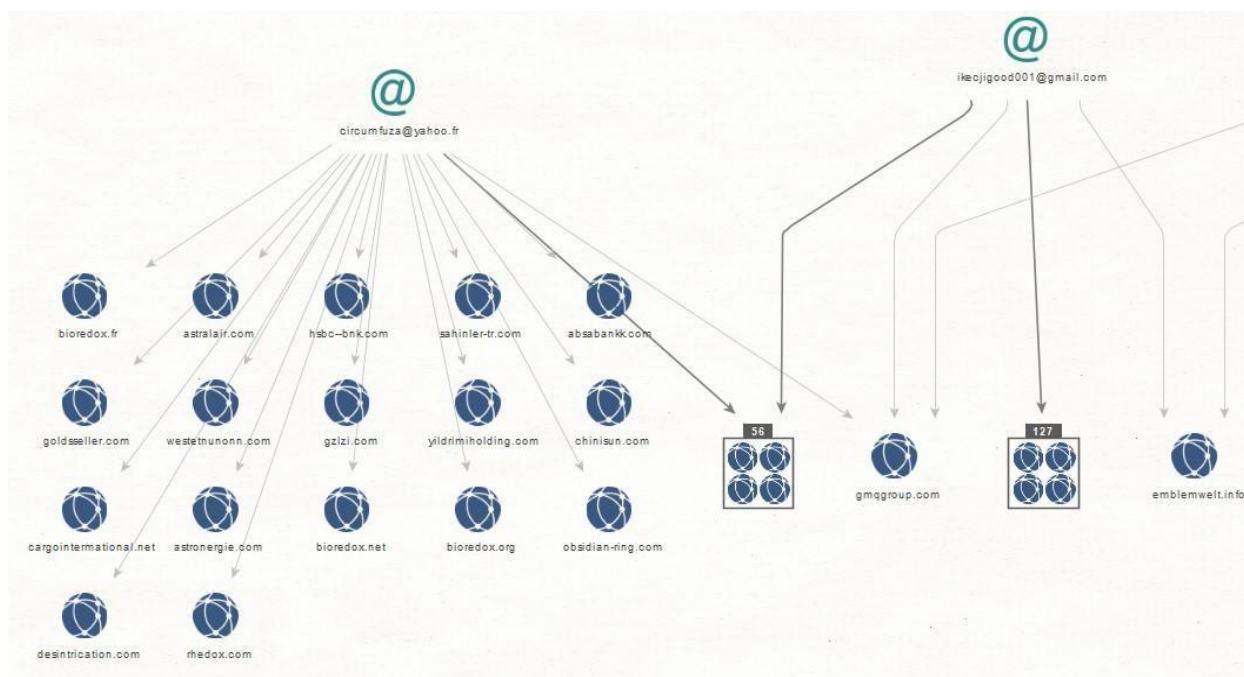 @
ikecjigood001@gmail.com
@
circumfuza@yahoo.fr
bioredox.fr
astralair.com
hsbc--bnk.com
sahinler-tr.com
absabankk.com
goldsseller.com
westetnunonn.com
gzlzi.com
yildrimiholding.com
chinisun.com
56
gmqgroup.com
127
emblemwelt.info
cargointermational.net
astronergie.com
bioredox.net
bioredox.org
obsidian-ring.com
desintrication.com
rhedox.com